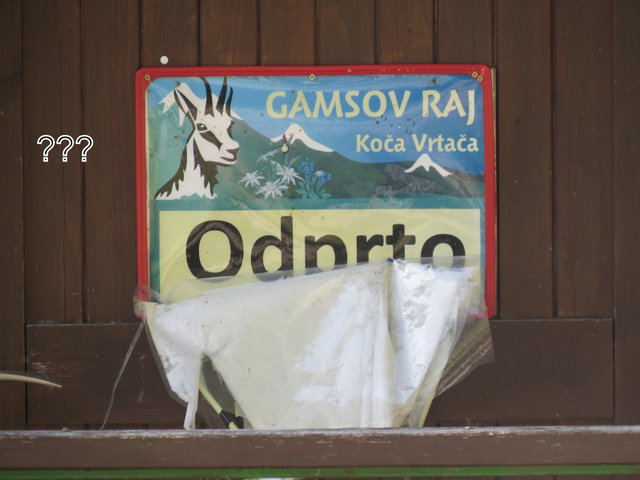 ???
GAMSOV RAJ
Koča Vrtača
Odprto